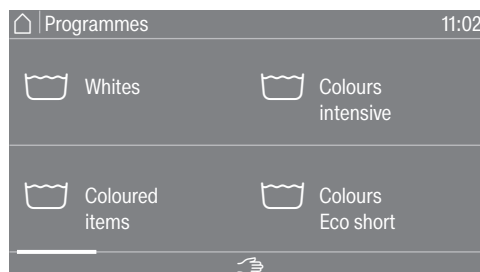 Programmes 11:02
Whites
Colours
intensive
Coloured
items
Colours
Eco short